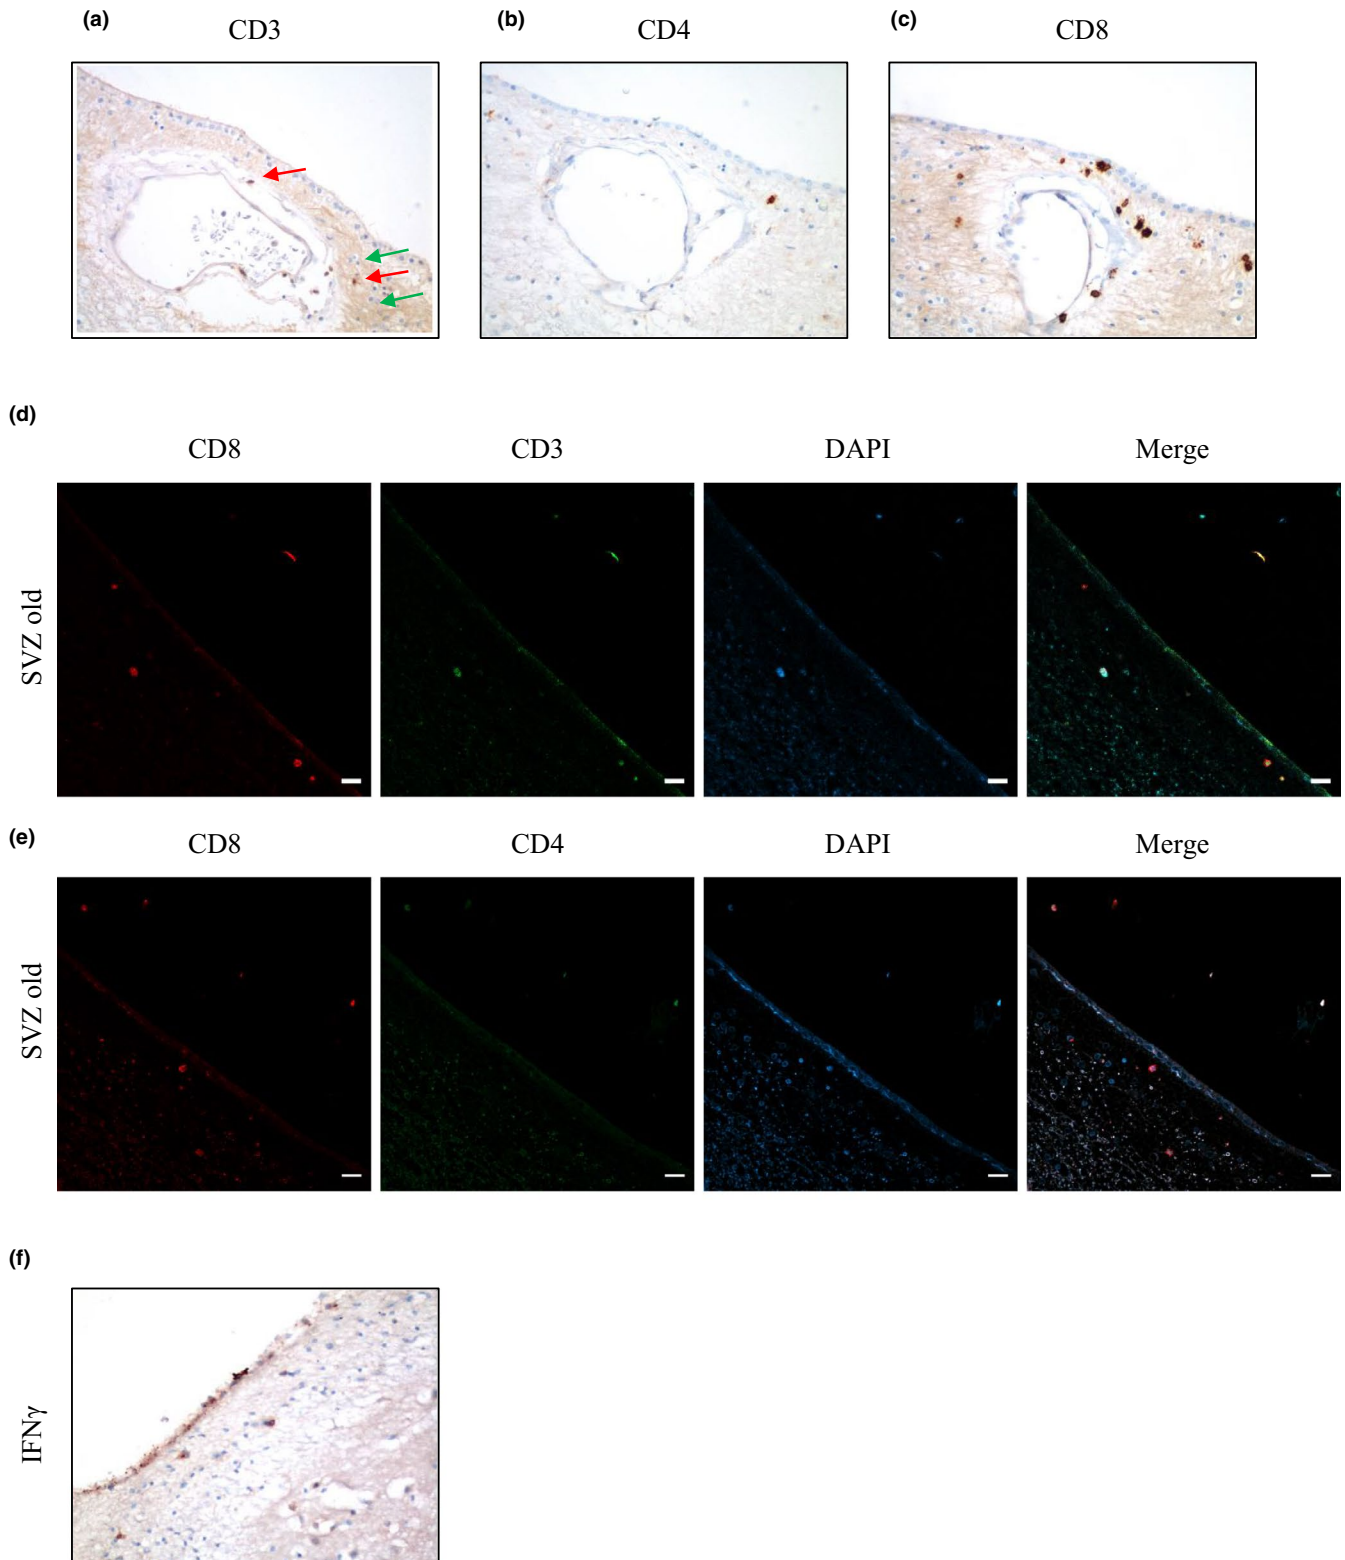 (a) CD3
(b) CD4
(c) CD8
(d)
CD8 CD3 DAPI Merge
SVZ old
(e)
CD8 CD4 DAPI Merge
SVZ old
(f)
IFNγ